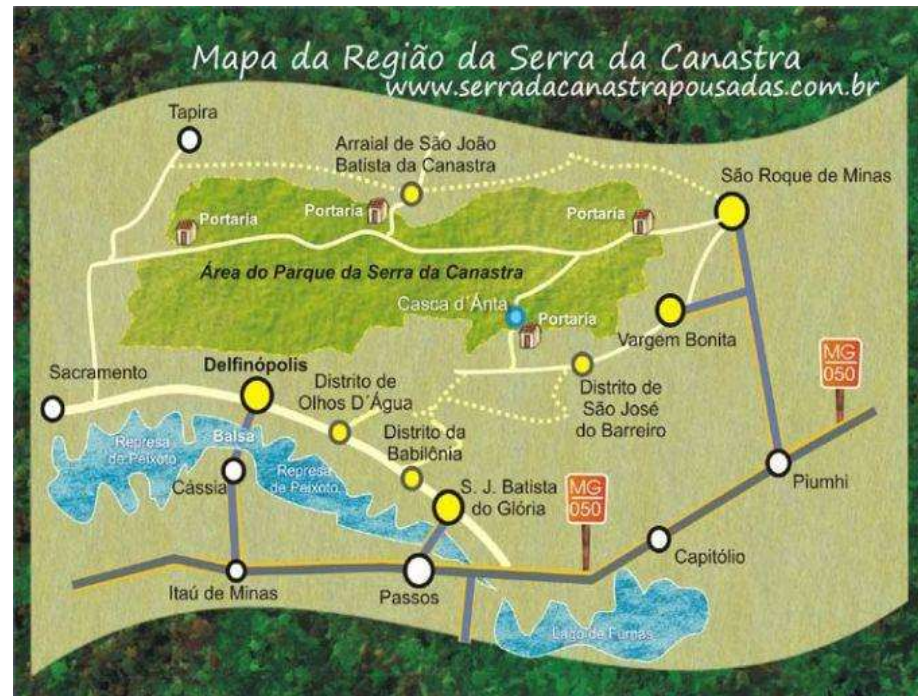 Mapa da Região da Serra da Canastra
www.serradacanastrapousadas.com.br
Tapira
Arraial de São João
Batista da Canastra
São Roque de Minas
Portaria
Portaria
Portaria
Área do Parque da Serra da Canastra
Casca d´Ánta
Portaria
Vargem Bonita
MG
050
Sacramento
Delfinópolis
Distrito de
Olhos D´Água
Distrito de
São José
do Barreiro
Represa
de Peixoto
Balsa
Distrito da
Babilônia
Represa
de Peixoto
Cássia
S. J. Batista
do Glória
MG
050
Piumhi
Capitólio
Itaú de Minas
Passos
Lago de Furnas